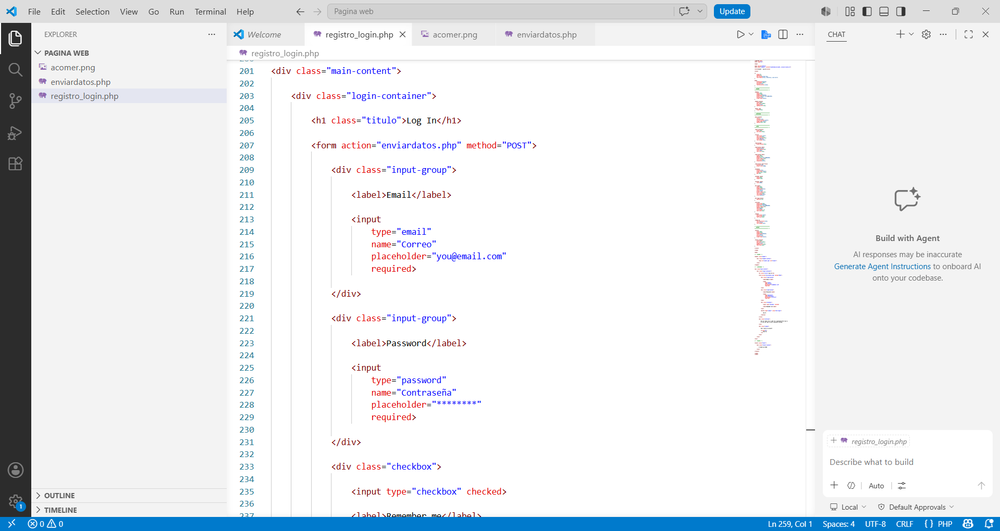 File Edit Selection View Go Run Terminal Help
Pagina web
Update
EXPLORER
PAGINA WEB
acomer.png
enviardatos.php
registro_login.php
OUTLINE
TIMELINE
Welcome
registro_login.php
acomer.png
enviardatos.php
registro_login.php
201 <div class="main-content">
202
203 <div class="login-container">
204
205 <h1 class="titulo">Log In</h1>
206
207 <form action="enviardatos.php" method="POST">
208
209 <div class="input-group">
210
211 <label>Email</label>
212
213 <input
214 type="email"
215 name="Correo"
216 placeholder="you@email.com"
217 required>
218
219 </div>
220
221 <div class="input-group">
222
223 <label>Password</label>
224
225 <input
226 type="password"
227 name="Contraseña"
228 placeholder="********"
229 required>
230
231 </div>
232
233 <div class="checkbox">
234
235 <input type="checkbox" checked>
236
237 <label>Remember me</label>
CHAT
Build with Agent
AI responses may be inaccurate
Generate Agent Instructions to onboard AI
onto your codebase.
registro_login.php
Describe what to build
Auto
Local
Default Approvals
1
0 0
Ln 259, Col 1
Spaces: 4
UTF-8
CRLF
{ } PHP